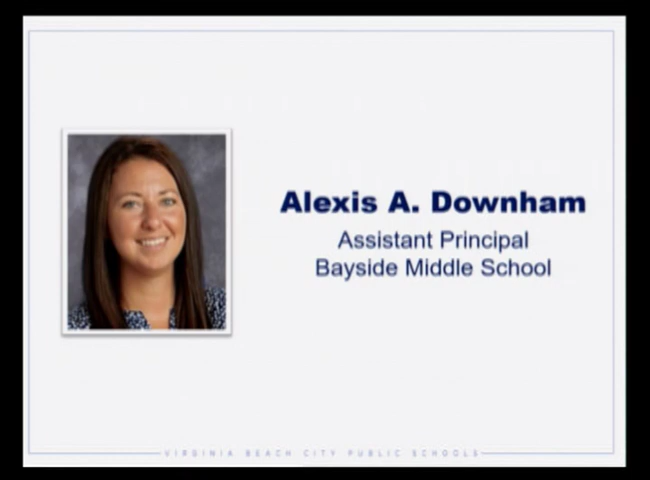 Alexis A. Downham
Assistant Principal
Bayside Middle School
VIRGINIA BEACH CITY PUBLIC SCHOOLS